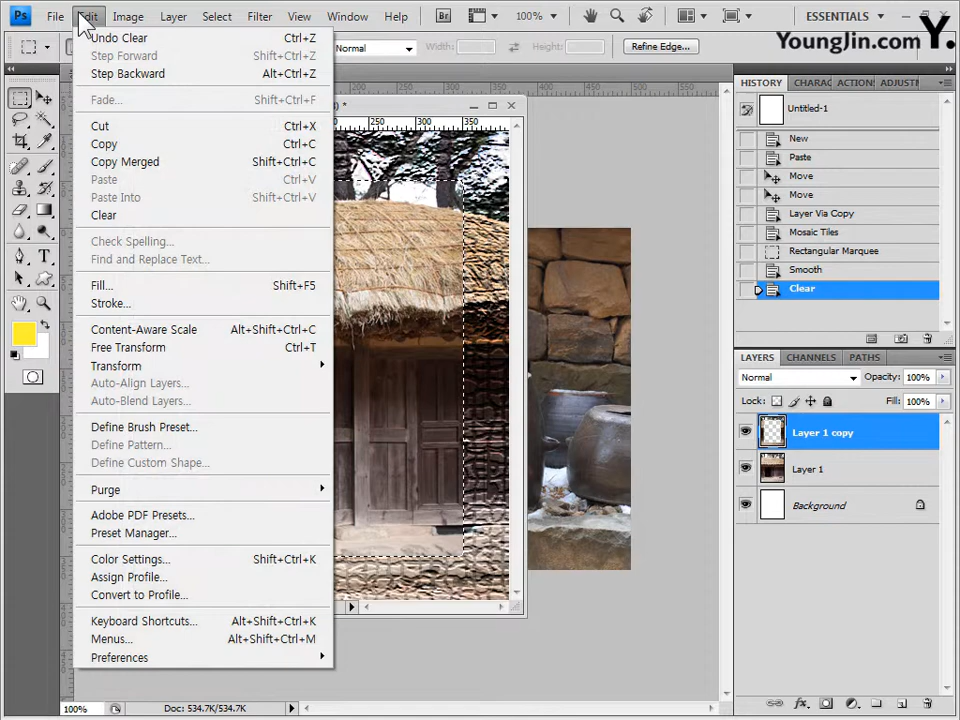 Ps File Edit Image Layer Select Filter View Window Help Br 100% ESSENTIALS
YoungJin.com Y.
Normal Width: Height: Refine Edge...
Undo Clear Ctrl+Z
Step Forward Shift+Ctrl+Z
Step Backward Alt+Ctrl+Z
Fade... Shift+Ctrl+F
Cut Ctrl+X
Copy Ctrl+C
Copy Merged Shift+Ctrl+C
Paste Ctrl+V
Paste Into Shift+Ctrl+V
Clear
Check Spelling...
Find and Replace Text...
Fill... Shift+F5
Stroke...
Content-Aware Scale Alt+Shift+Ctrl+C
Free Transform Ctrl+T
Transform
Auto-Align Layers...
Auto-Blend Layers...
Define Brush Preset...
Define Pattern...
Define Custom Shape...
Purge
Adobe PDF Presets...
Preset Manager...
Color Settings... Shift+Ctrl+K
Assign Profile...
Convert to Profile...
Keyboard Shortcuts... Alt+Shift+Ctrl+K
Menus... Alt+Shift+Ctrl+M
Preferences
350 400 450 500 550
) *
250 300 350
HISTORY CHARAC ACTION ADJUSTI
Untitled-1
New
Paste
Move
Move
Layer Via Copy
Mosaic Tiles
Rectangular Marquee
Smooth
Clear
LAYERS CHANNELS PATHS
Normal Opacity: 100%
Lock: Fill: 100%
Layer 1 copy
Layer 1
Background
100% Doc: 534.7K/534.7K